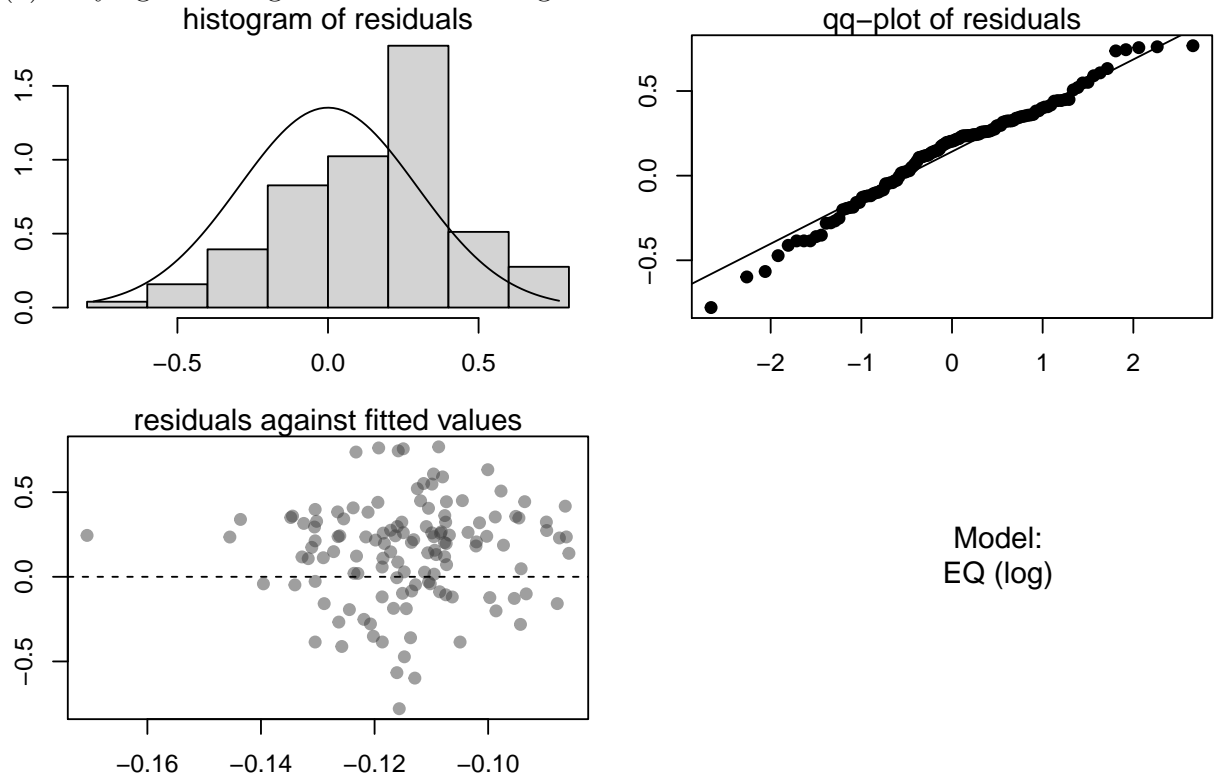 histogram of residuals
1.5
1.0
0.5
0.0
−0.5 0.0 0.5
qq−plot of residuals
0.5
0.0
−0.5
−2 −1 0 1 2
residuals against fitted values
0.5
0.0
−0.5
−0.16 −0.14 −0.12 −0.10
Model:
EQ (log)